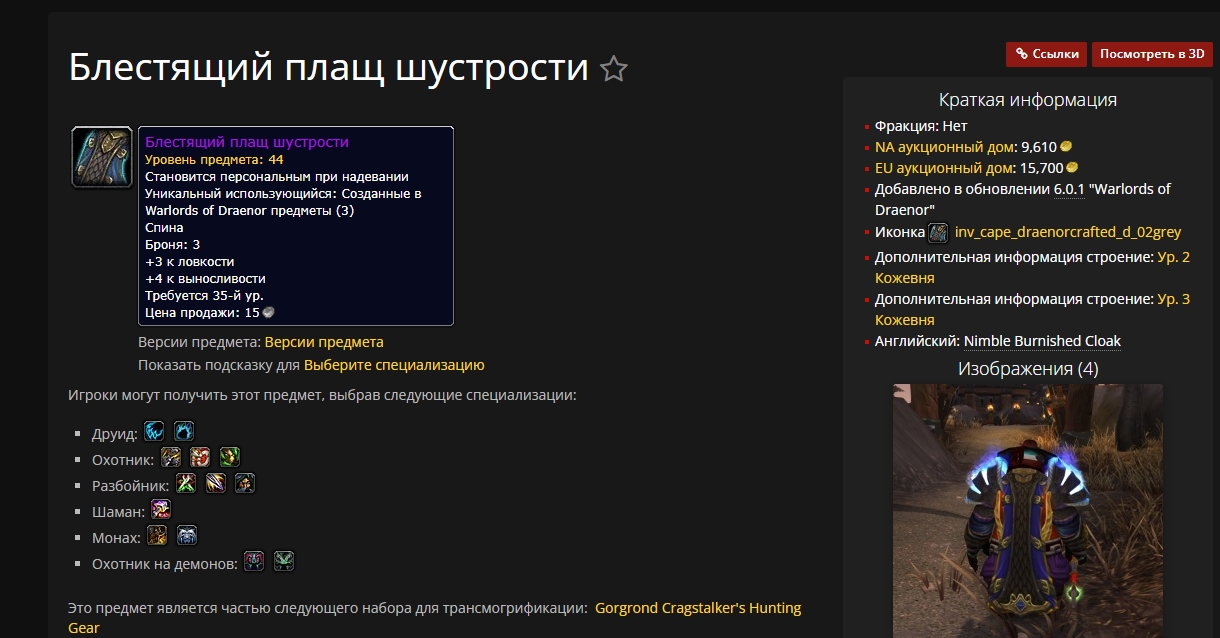 Блестящий плащ шустрости
Блестящий плащ шустрости
Уровень предмета: 44
Становится персональным при надевании
Уникальный использующийся: Созданные в
Warlords of Draenor предметы (3)
Спина
Броня: 3
+3 к ловкости
+4 к выносливости
Требуется 35-й ур.
Цена продажи: 15
Версии предмета: Версии предмета
Показать подсказку для Выберите специализацию
Игроки могут получить этот предмет, выбрав следующие специализации:
Друид:
Охотник:
Разбойник:
Шаман:
Монах:
Охотник на демонов:
Это предмет является частью следующего набора для трансмогрификации: Gorgrond Cragstalker's Hunting
Gear
Ссылки
Посмотреть в 3D
Краткая информация
Фракция: Нет
NA аукционный дом: 9,610
EU аукционный дом: 15,700
Добавлено в обновлении 6.0.1 "Warlords of
Draenor"
Иконка inv_cape_draenorcrafted_d_02grey
Дополнительная информация строение: Ур. 2
Кожевня
Дополнительная информация строение: Ур. 3
Кожевня
Английский: Nimble Burnished Cloak
Изображения (4)